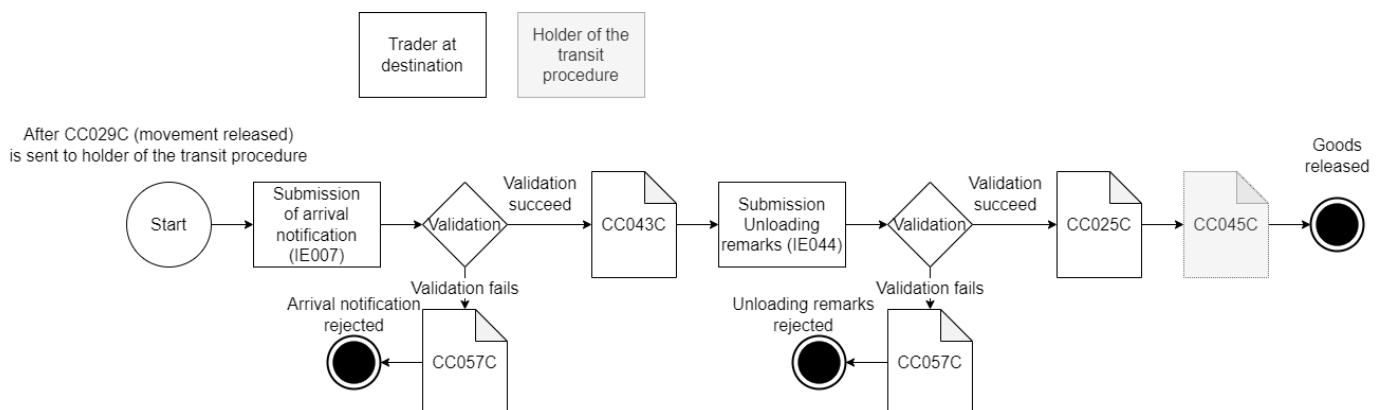 Trader at
destination
Holder of the
transit
procedure
After CC029C (movement released)
is sent to holder of the transit procedure
Start
Submission
of arrival
notification
(IE007)
Validation
Validation
succeed
CC043C
Submission
Unloading
remarks (IE044)
Validation
Validation
succeed
CC025C
CC045C
Goods
released
Validation fails
Arrival notification
rejected
CC057C
Validation fails
Unloading remarks
rejected
CC057C